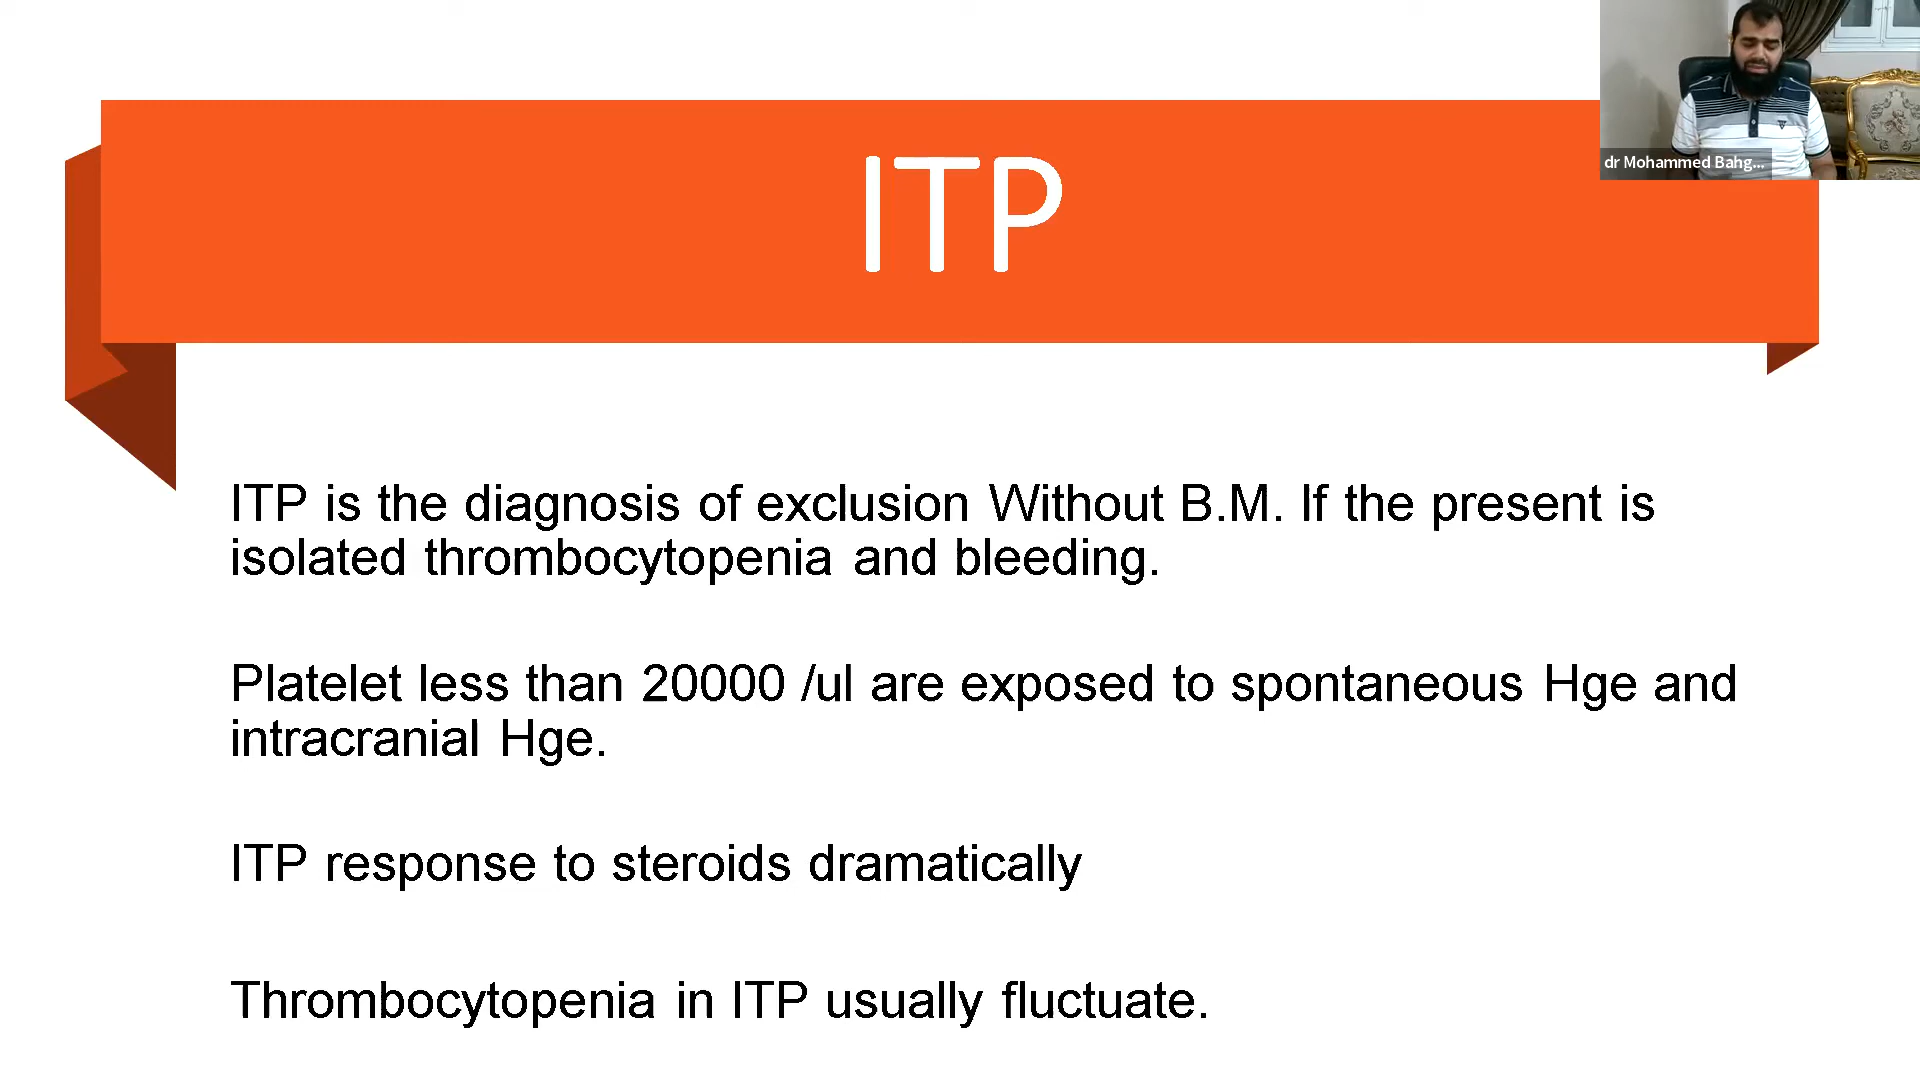 ITP
dr Mohammed Bahg...
ITP is the diagnosis of exclusion Without B.M. If the present is
isolated thrombocytopenia and bleeding.
Platelet less than 20000 /ul are exposed to spontaneous Hge and
intracranial Hge.
ITP response to steroids dramatically
Thrombocytopenia in ITP usually fluctuate.